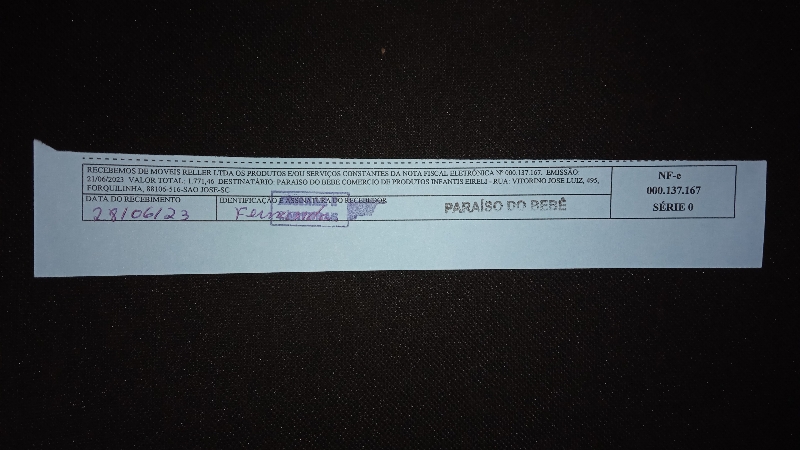 RECEBEMOS DE MOVEIS RELLER LTDA OS PRODUTOS E/OU SERVIÇOS CONSTANTES DA NOTA FISCAL ELETRÔNICA Nº 000.137.167. EMISSÃO:
21/06/2023 VALOR TOTAL: 1.771,46 DESTINATÁRIO: PARAISO DO BEBE COMERCIO DE PRODUTOS INFANTIS EIRELI - RUA: VITORINO JOSE LUIZ, 495,
FORQUILINHA, 88106-516-SAO JOSE-SC
DATA DO RECEBIMENTO
28/06/23
IDENTIFICAÇÃO E ASSINATURA DO RECEBEDOR
PARAÍSO DO BEBÊ
NF-e
000.137.167
SÉRIE 0